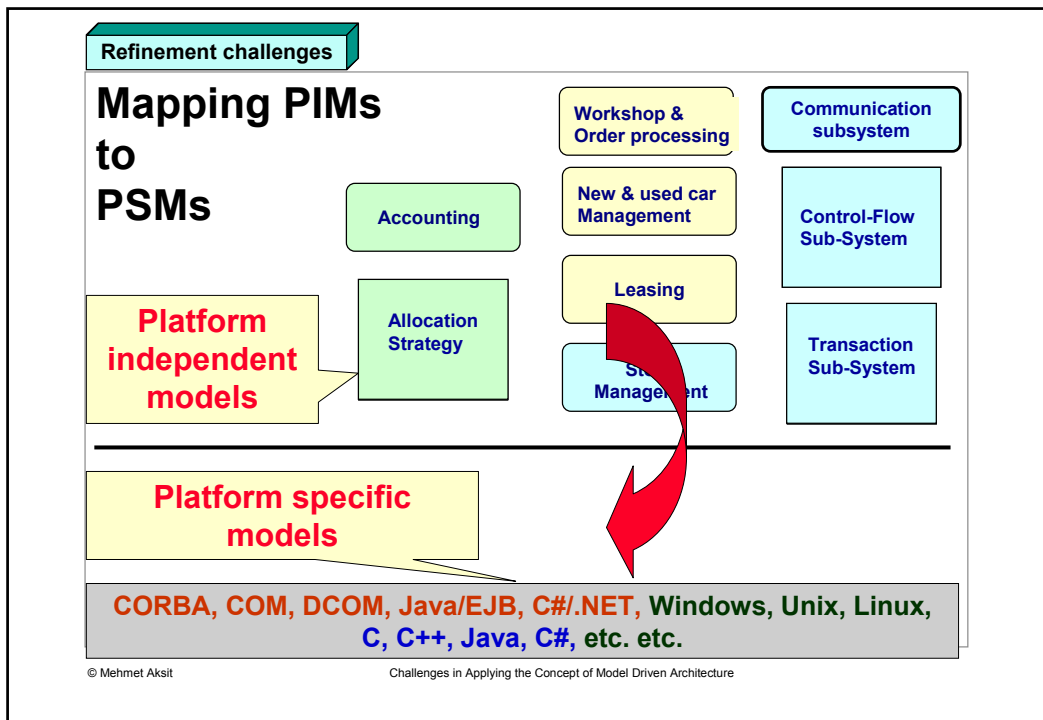 Refinement challenges
Mapping PIMs
to
PSMs
Workshop &
Order processing
Communication
subsystem
Accounting
New & used car
Management
Control-Flow
Sub-System
Leasing
Allocation
Strategy
Management
Transaction
Sub-System
Platform
independent
models
Platform specific
models
CORBA, COM, DCOM, Java/EJB, C#/.NET, Windows, Unix, Linux,
C, C++, Java, C#, etc. etc.
© Mehmet Aksit
Challenges in Applying the Concept of Model Driven Architecture